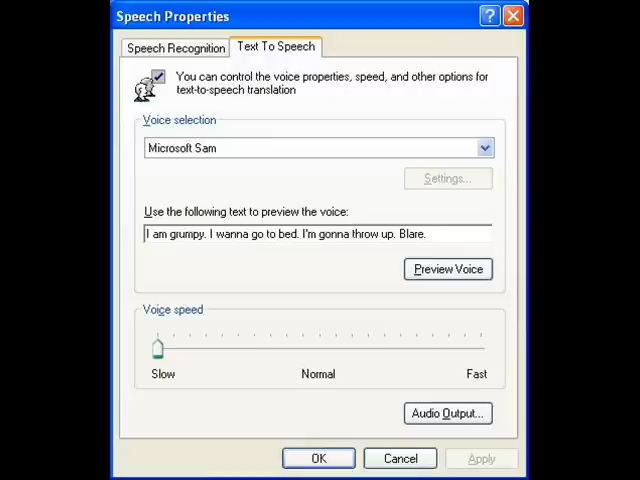 Speech Properties
Speech Recognition
Text To Speech
You can control the voice properties, speed, and other options for
text-to-speech translation
Voice selection
Microsoft Sam
Settings...
Use the following text to preview the voice:
I am grumpy. I wanna go to bed. I'm gonna throw up. Blare.
Preview Voice
Voice speed
Slow Normal Fast
Audio Output...
OK Cancel Apply